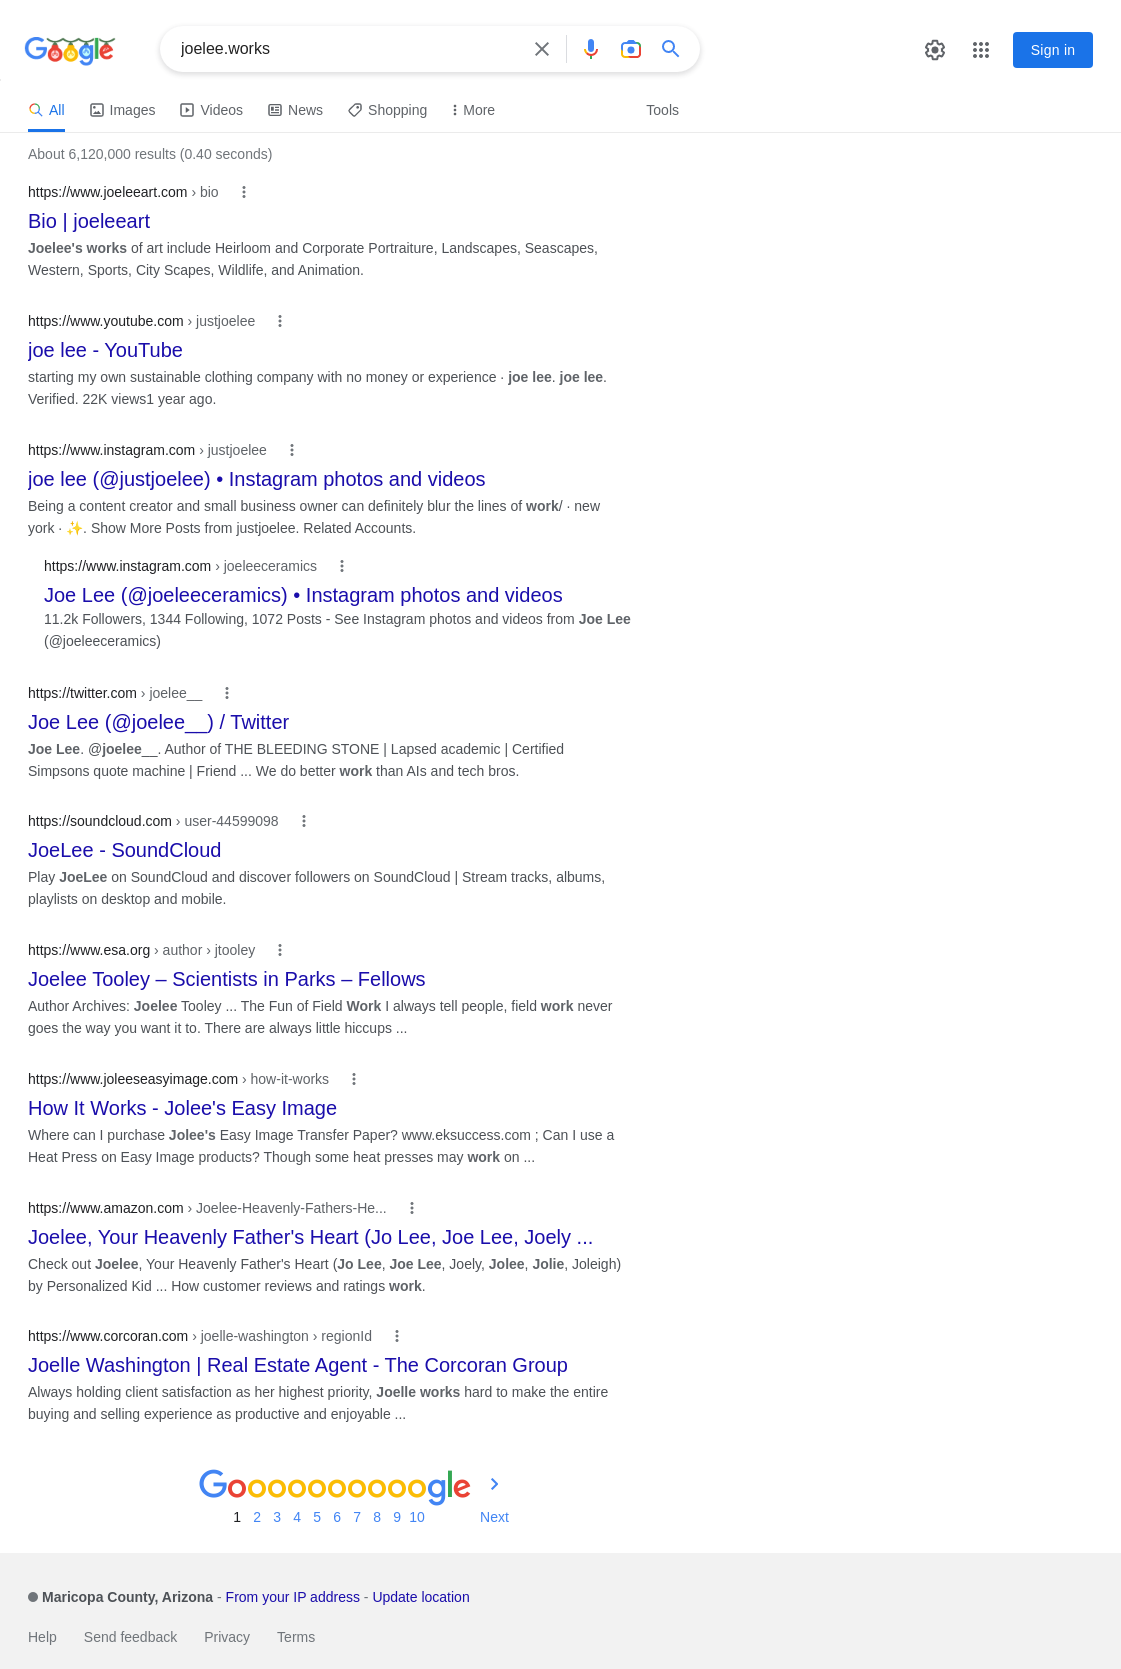 Google
joelee.works
Sign in
All Images Videos News Shopping More Tools
About 6,120,000 results (0.40 seconds)
https://www.joeleeart.com › bio
Bio | joeleeart
Joelee's works of art include Heirloom and Corporate Portraiture, Landscapes, Seascapes,
Western, Sports, City Scapes, Wildlife, and Animation.
https://www.youtube.com › justjoelee
joe lee - YouTube
starting my own sustainable clothing company with no money or experience · joe lee. joe lee.
Verified. 22K views1 year ago.
https://www.instagram.com › justjoelee
joe lee (@justjoelee) • Instagram photos and videos
Being a content creator and small business owner can definitely blur the lines of work/ · new
york · ✨. Show More Posts from justjoelee. Related Accounts.
https://www.instagram.com › joeleeceramics
Joe Lee (@joeleeceramics) • Instagram photos and videos
11.2k Followers, 1344 Following, 1072 Posts - See Instagram photos and videos from Joe Lee
(@joeleeceramics)
https://twitter.com › joelee__
Joe Lee (@joelee__) / Twitter
Joe Lee. @joelee__. Author of THE BLEEDING STONE | Lapsed academic | Certified
Simpsons quote machine | Friend ... We do better work than AIs and tech bros.
https://soundcloud.com › user-44599098
JoeLee - SoundCloud
Play JoeLee on SoundCloud and discover followers on SoundCloud | Stream tracks, albums,
playlists on desktop and mobile.
https://www.esa.org › author › jtooley
Joelee Tooley – Scientists in Parks – Fellows
Author Archives: Joelee Tooley ... The Fun of Field Work I always tell people, field work never
goes the way you want it to. There are always little hiccups ...
https://www.joleeseasyimage.com › how-it-works
How It Works - Jolee's Easy Image
Where can I purchase Jolee's Easy Image Transfer Paper? www.eksuccess.com ; Can I use a
Heat Press on Easy Image products? Though some heat presses may work on ...
https://www.amazon.com › Joelee-Heavenly-Fathers-He...
Joelee, Your Heavenly Father's Heart (Jo Lee, Joe Lee, Joely ...
Check out Joelee, Your Heavenly Father's Heart (Jo Lee, Joe Lee, Joely, Jolee, Jolie, Joleigh)
by Personalized Kid ... How customer reviews and ratings work.
https://www.corcoran.com › joelle-washington › regionId
Joelle Washington | Real Estate Agent - The Corcoran Group
Always holding client satisfaction as her highest priority, Joelle works hard to make the entire
buying and selling experience as productive and enjoyable ...
Goooooooooogle
1 2 3 4 5 6 7 8 9 10 Next
Maricopa County, Arizona - From your IP address - Update location
Help Send feedback Privacy Terms